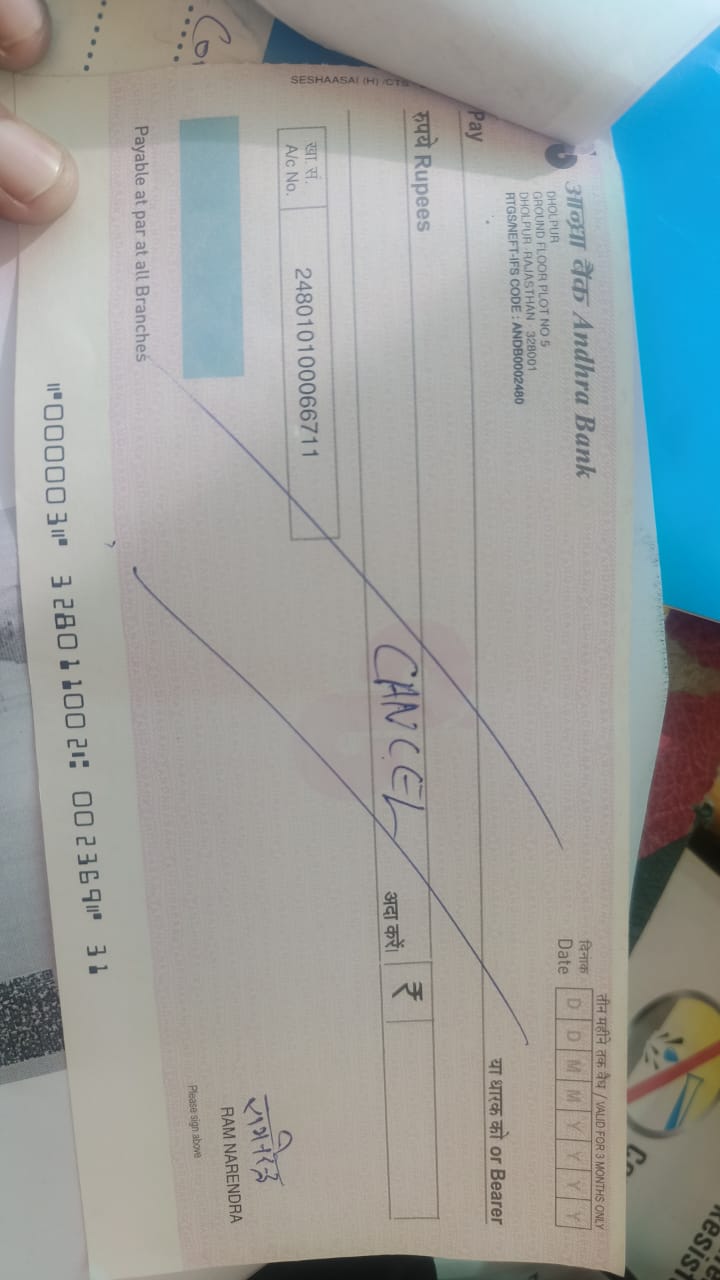 SESHAASAI (H) /CTS
आन्ध्रा बैंक Andhra Bank
DHOLPUR
GROUND FLOOR PLOT NO 5
DHOLPUR RAJASTHAN 328001
RTGS/NEFT-IFS CODE : ANDB0002480
तीन महीने तक वैध / VALID FOR 3 MONTHS ONLY
दिनांक
Date D D M M Y Y Y Y
Pay
या धारक को or Bearer
रुपये Rupees
CANCEL
अदा करें।
₹
खा. सं.
A/c No.
248010100066711
Payable at par at all Branches
राम नरेन्द्र
RAM NARENDRA
Please sign above
⑈000003⑈ 328011002⑆ 002369⑈ 31